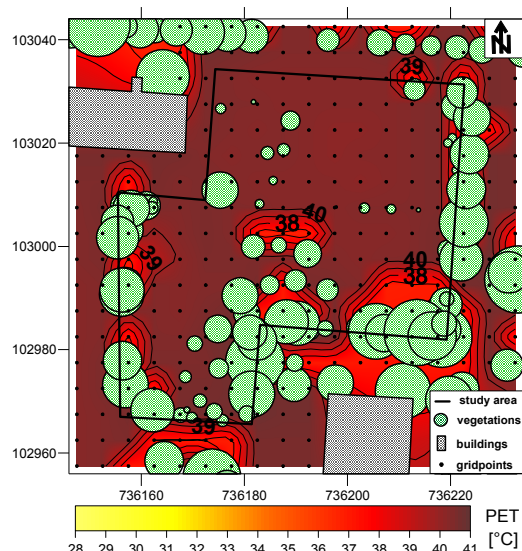 103040
N
39
103020
40
38
103000
39
40
38
102980
study area
vegetations
buildings
gridpoints
39
102960
736160 736180 736200 736220
PET
[°C]
28 29 30 31 32 33 34 35 36 37 38 39 40 41